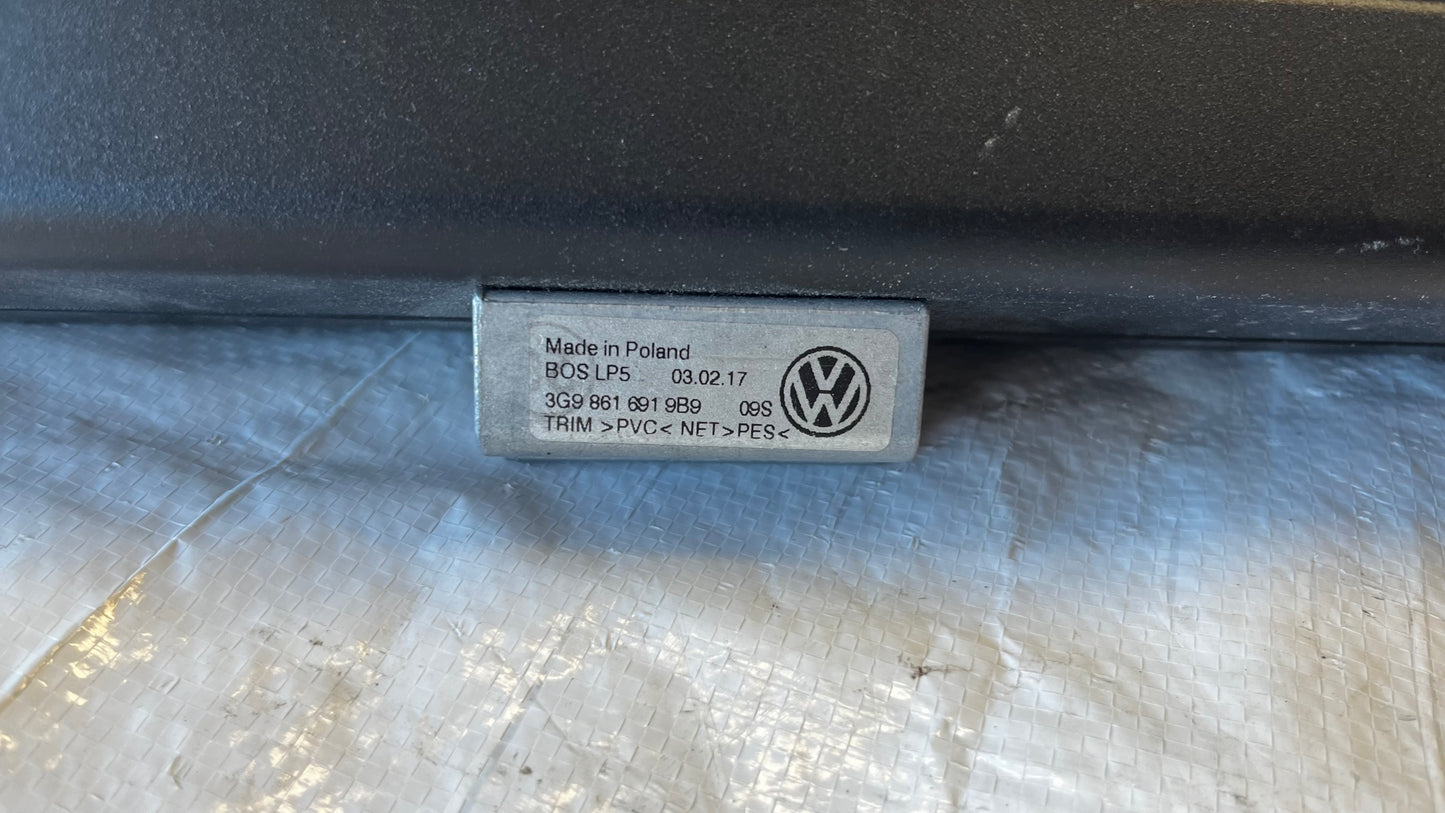 Made in Poland
BOS LP5 03.02.17
3G9 861 691 9B9 09S
TRIM >PVC< NET >PES<